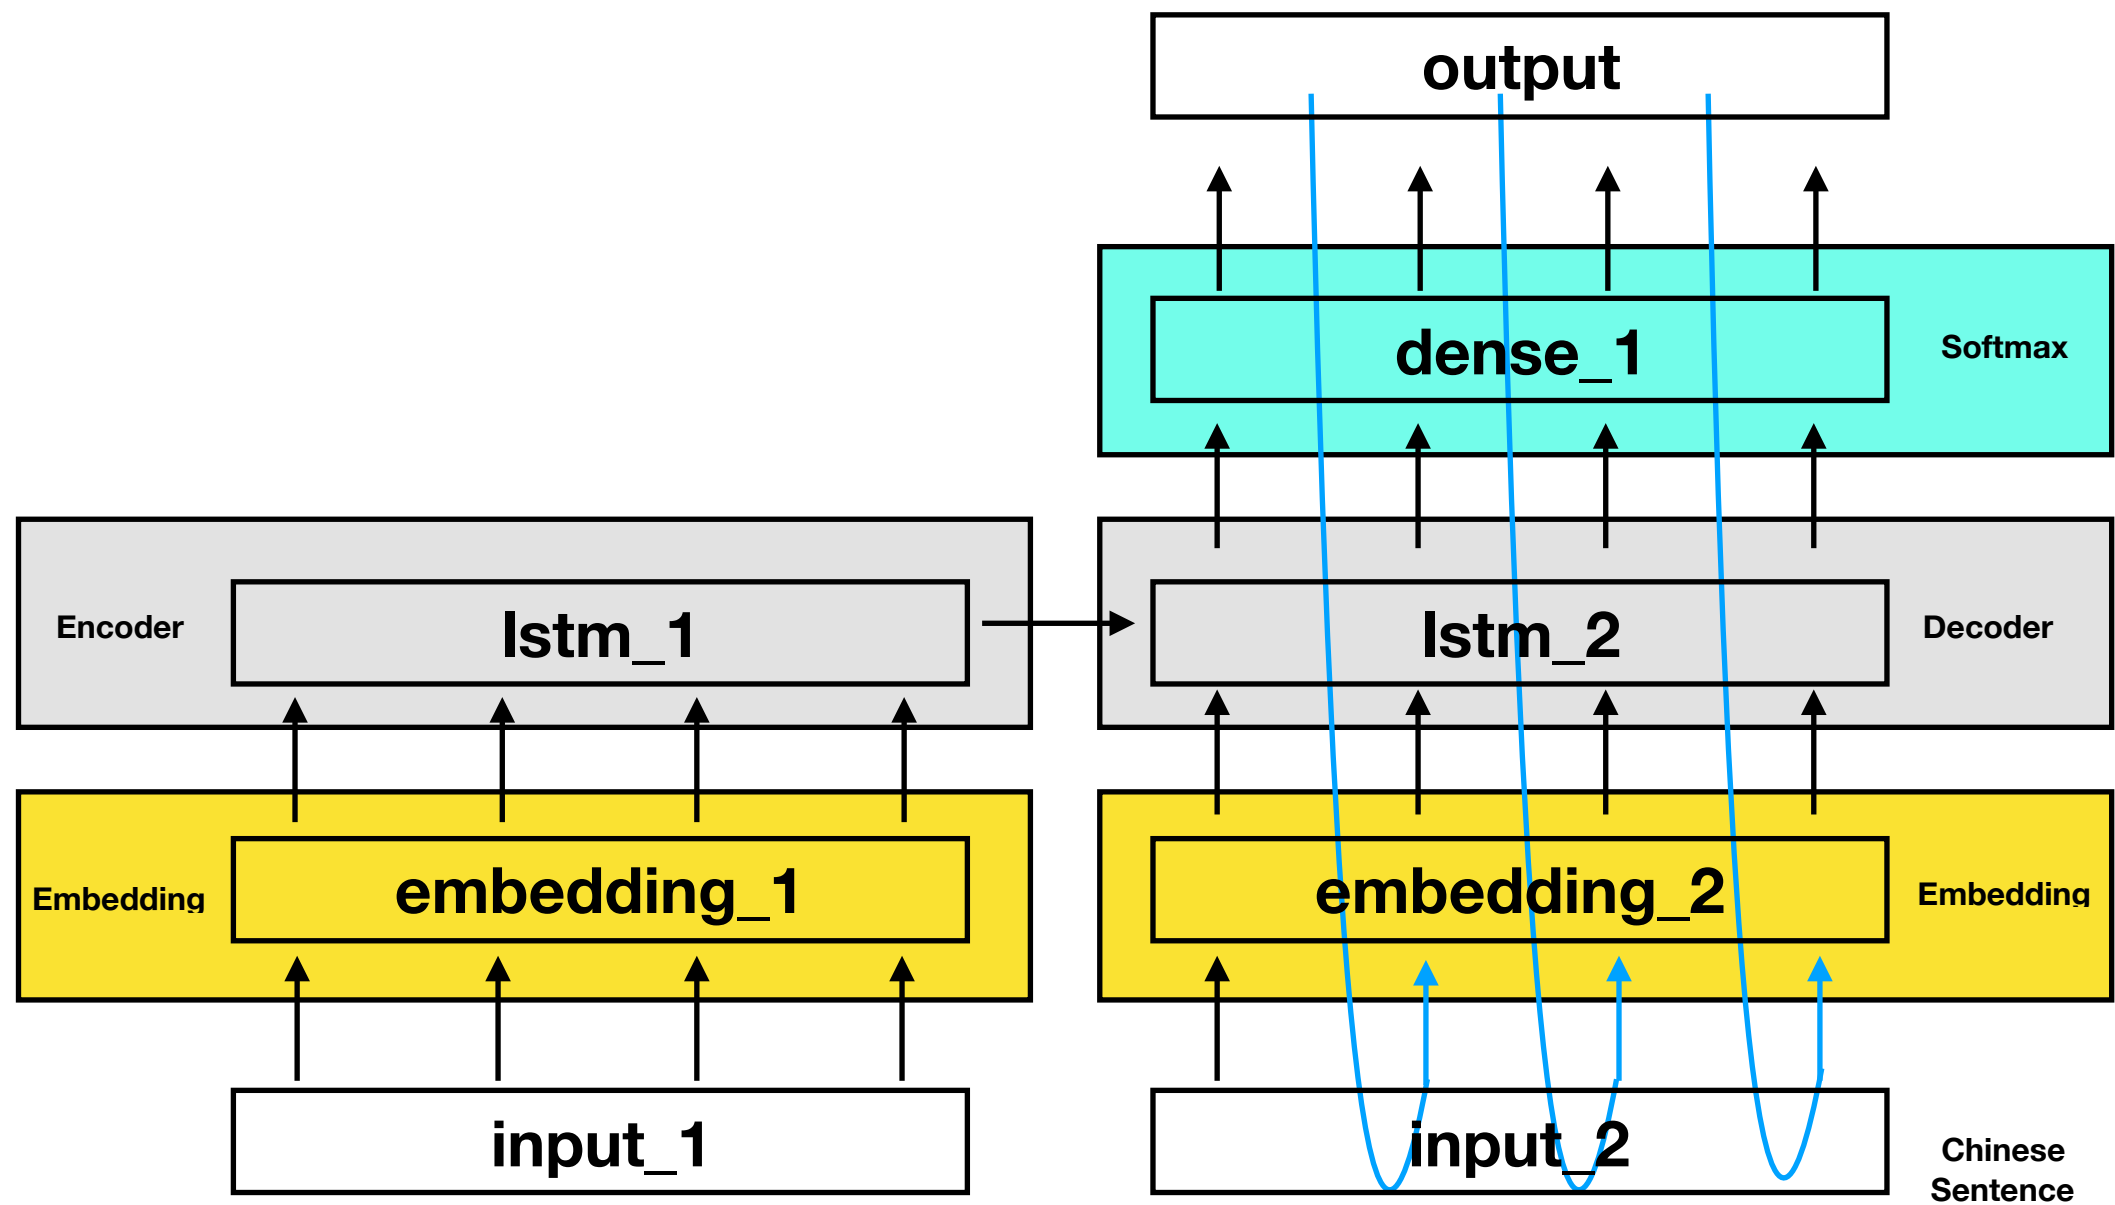 output
dense_1
Softmax
Encoder
lstm_1
lstm_2
Decoder
Embedding
embedding_1
embedding_2
Embedding
input_1
input_2
Chinese
Sentence